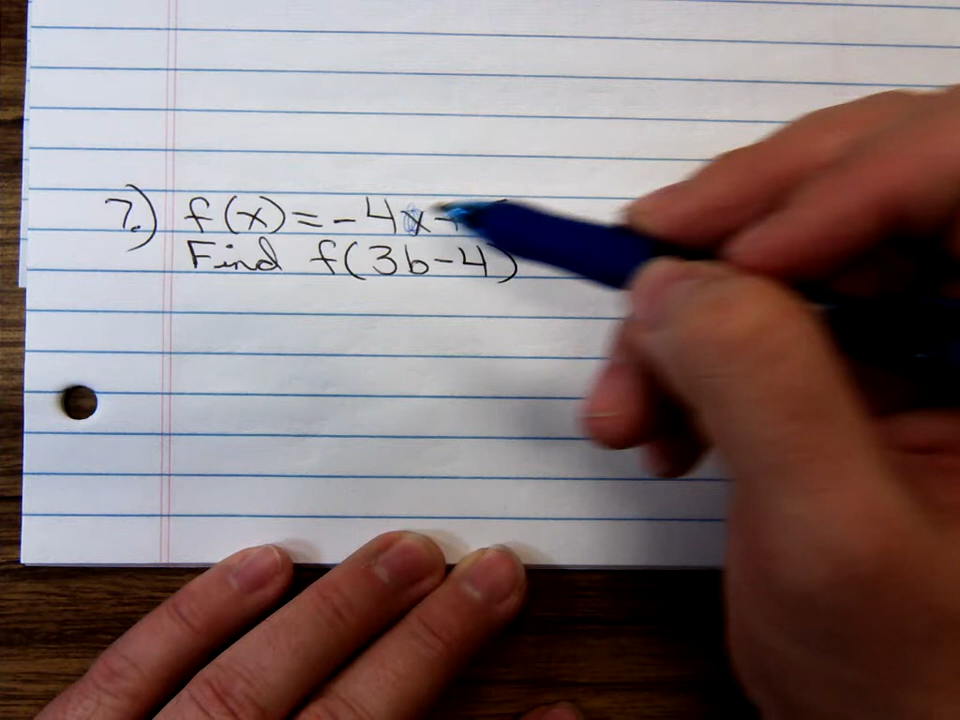 7.) f(x) = -4x
Find f(3b-4)